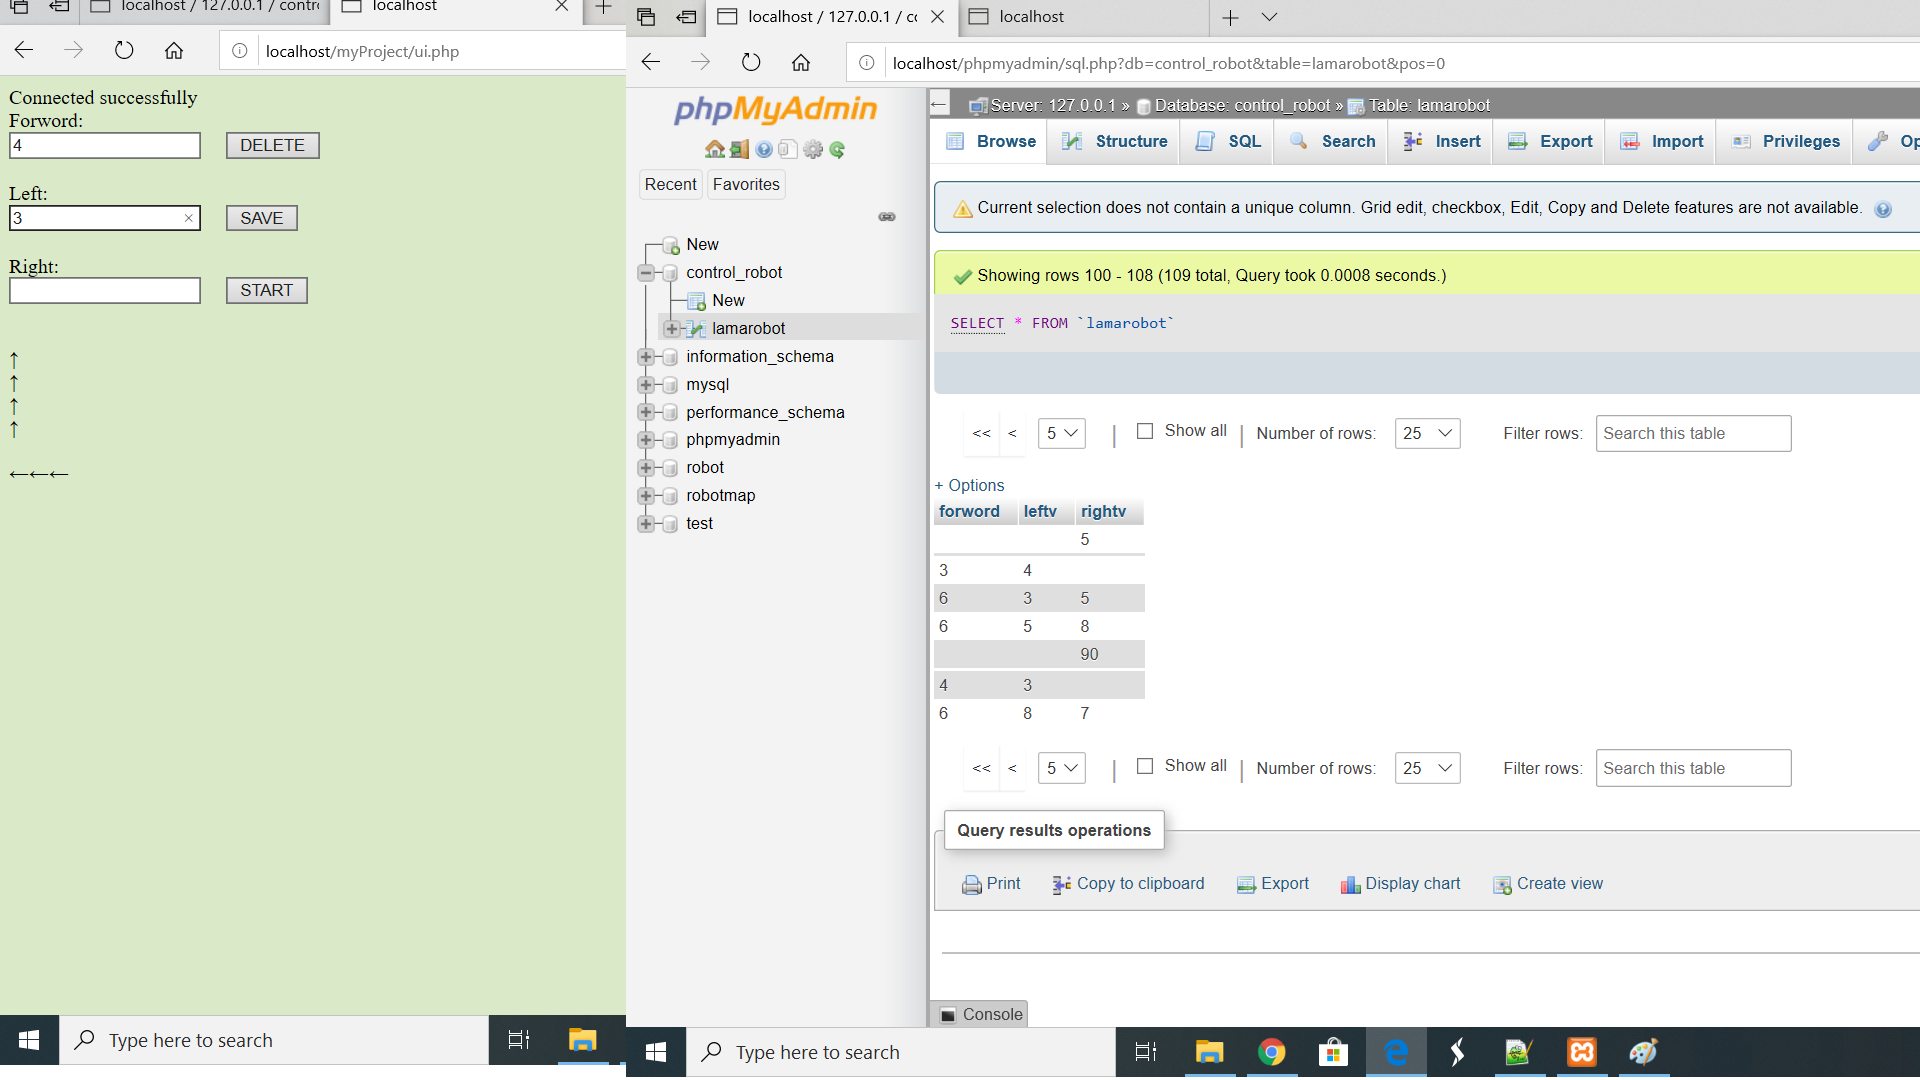 localhost / 127.0.0.1 / contr
localhost
localhost/myProject/ui.php
Connected successfully
Forword:
4
DELETE
Left:
3
SAVE
Right:
START
↑
↑
↑
↑
←←←
Type here to search
localhost / 127.0.0.1 / cc
localhost
localhost/phpmyadmin/sql.php?db=control_robot&table=lamarobot&pos=0
phpMyAdmin
Recent
Favorites
New
control_robot
New
lamarobot
information_schema
mysql
performance_schema
phpmyadmin
robot
robotmap
test
Server: 127.0.0.1 » Database: control_robot » Table: lamarobot
Browse Structure SQL Search Insert Export Import Privileges Op
Current selection does not contain a unique column. Grid edit, checkbox, Edit, Copy and Delete features are not available.
Showing rows 100 - 108 (109 total, Query took 0.0008 seconds.)
SELECT * FROM `lamarobot`
<< < 5 | Show all | Number of rows: 25 Filter rows: Search this table
+ Options
forword leftv rightv
5
3 4
6 3 5
6 5 8
90
4 3
6 8 7
<< < 5 | Show all | Number of rows: 25 Filter rows: Search this table
Query results operations
Print Copy to clipboard Export Display chart Create view
Console
Type here to search